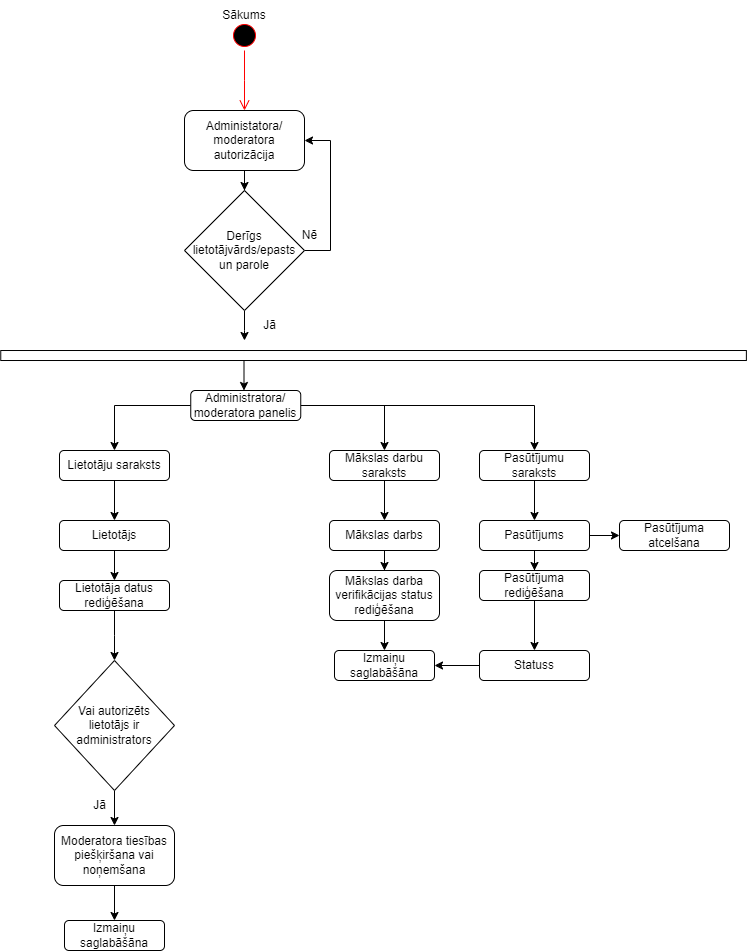 Sākums
Administatora/
moderatora
autorizācija
Nē
Derīgs
lietotājvārds/epasts
un parole
Jā
Administratora/
moderatora panelis
Lietotāju saraksts
Mākslas darbu
saraksts
Pasūtījumu
saraksts
Lietotājs
Mākslas darbs
Pasūtījums
Pasūtījuma
atcelšana
Lietotāja datus
rediģēšana
Mākslas darba
verifikācijas status
rediģēšana
Pasūtījuma
rediģēšana
Izmaiņu
saglabāšāna
Statuss
Vai autorizēts
lietotājs ir
administrators
Jā
Moderatora tiesības
piešķiršana vai
noņemšana
Izmaiņu
saglabāšāna